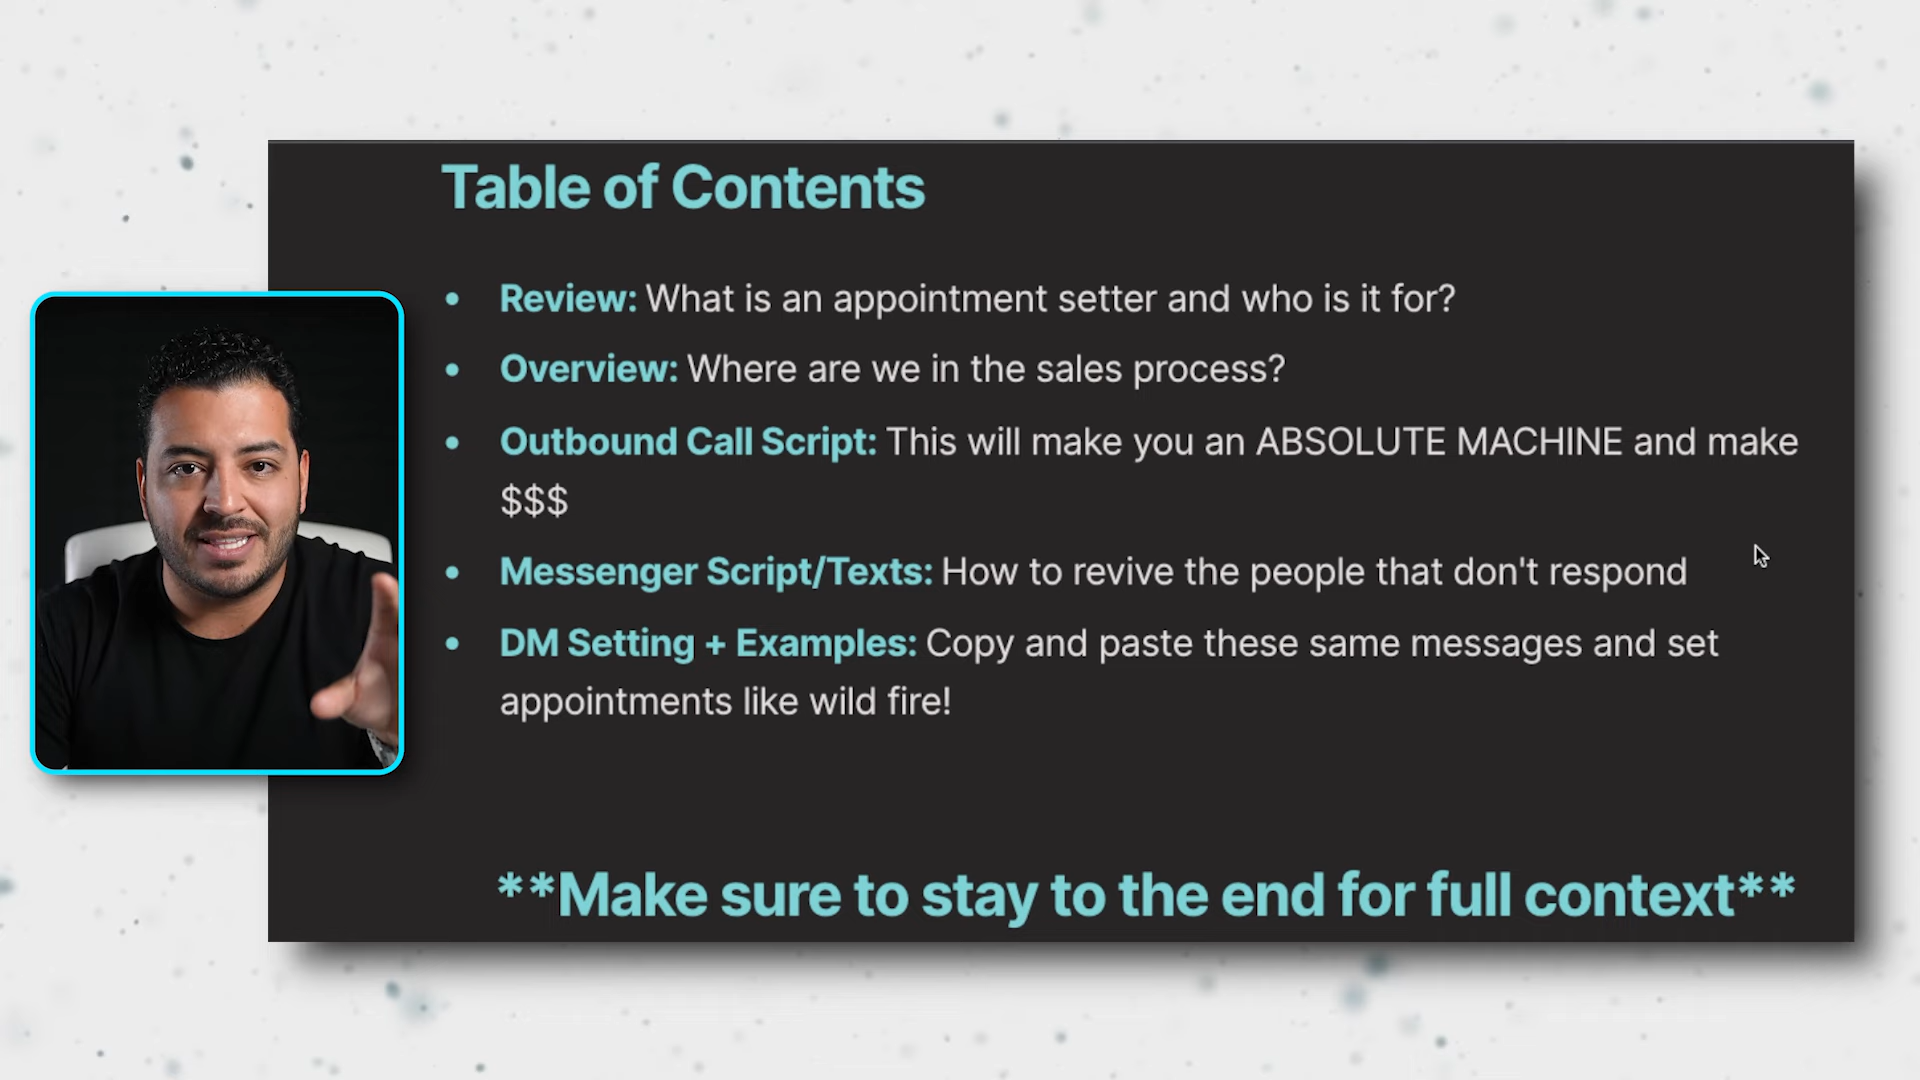 Table of Contents
• Review: What is an appointment setter and who is it for?
• Overview: Where are we in the sales process?
• Outbound Call Script: This will make you an ABSOLUTE MACHINE and make
$$$
• Messenger Script/Texts: How to revive the people that don't respond
• DM Setting + Examples: Copy and paste these same messages and set
appointments like wild fire!
**Make sure to stay to the end for full context**